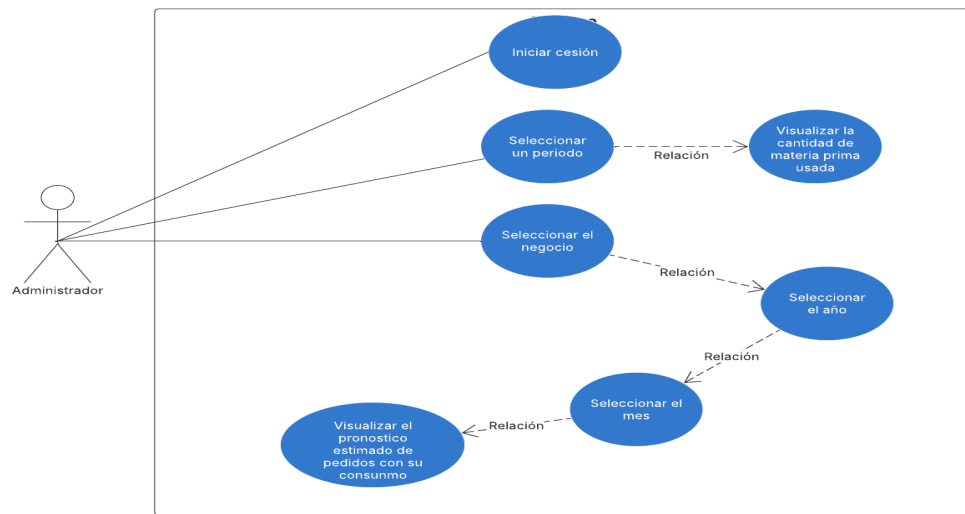 Iniciar cesión
Seleccionar
un periodo
Relación
Visualizar la
cantidad de
materia prima
usada
Seleccionar el
negocio
Relación
Seleccionar
el año
Administrador
Relación
Seleccionar el
mes
Relación
Visualizar el
pronostico
estimado de
pedidos con su
consunmo